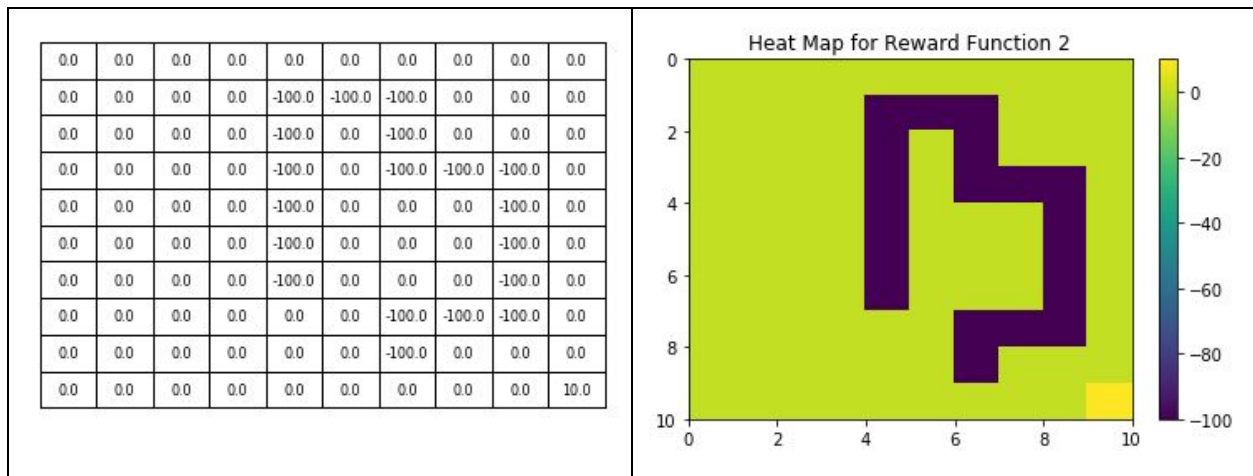 0.0 0.0 0.0 0.0 0.0 0.0 0.0 0.0 0.0 0.0
0.0 0.0 0.0 0.0 -100.0 -100.0 -100.0 0.0 0.0 0.0
0.0 0.0 0.0 0.0 -100.0 0.0 -100.0 0.0 0.0 0.0
0.0 0.0 0.0 0.0 -100.0 0.0 -100.0 -100.0 -100.0 0.0
0.0 0.0 0.0 0.0 -100.0 0.0 0.0 0.0 -100.0 0.0
0.0 0.0 0.0 0.0 -100.0 0.0 0.0 0.0 -100.0 0.0
0.0 0.0 0.0 0.0 -100.0 0.0 0.0 0.0 -100.0 0.0
0.0 0.0 0.0 0.0 0.0 0.0 -100.0 -100.0 -100.0 0.0
0.0 0.0 0.0 0.0 0.0 0.0 -100.0 0.0 0.0 0.0
0.0 0.0 0.0 0.0 0.0 0.0 0.0 0.0 0.0 10.0
Heat Map for Reward Function 2
0
2
4
6
8
10
0 2 4 6 8 10
0
−20
−40
−60
−80
−100